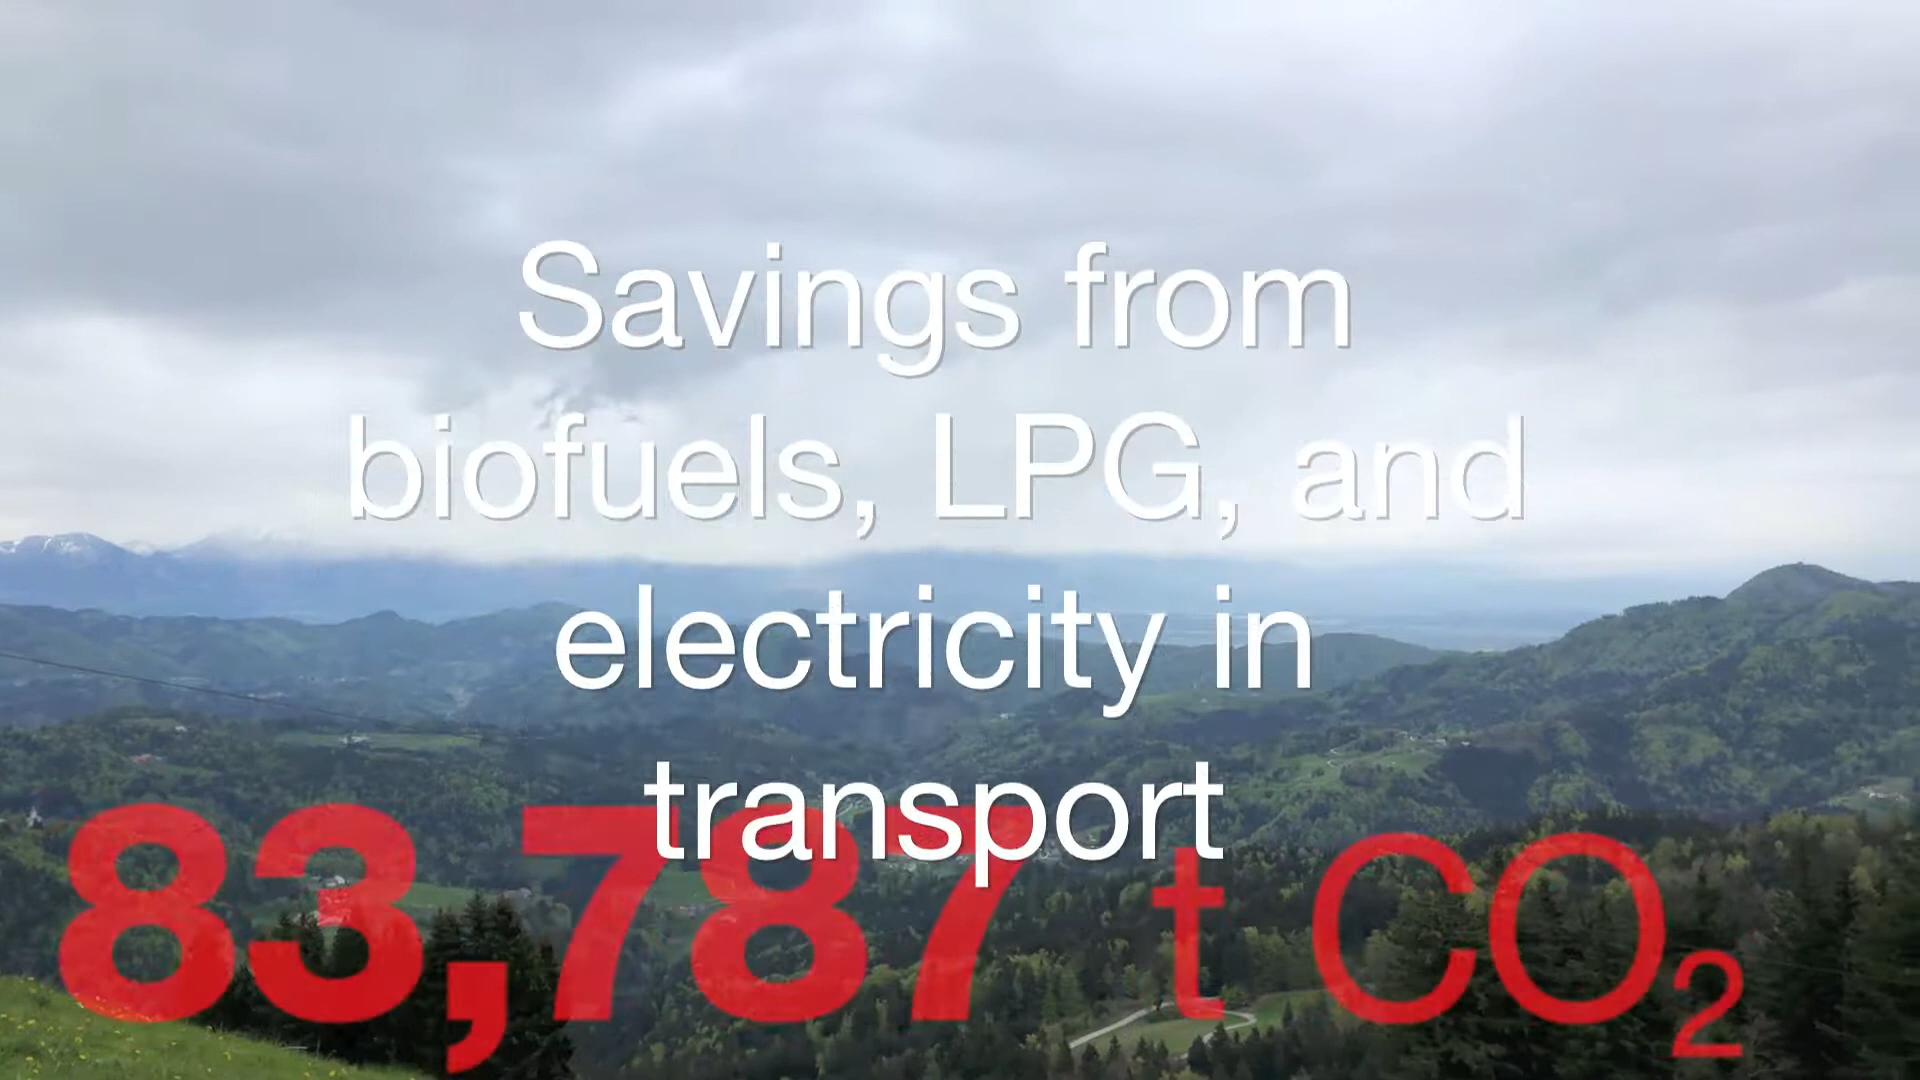 Savings from
biofuels, LPG, and
electricity in
transport
83,787 t CO₂